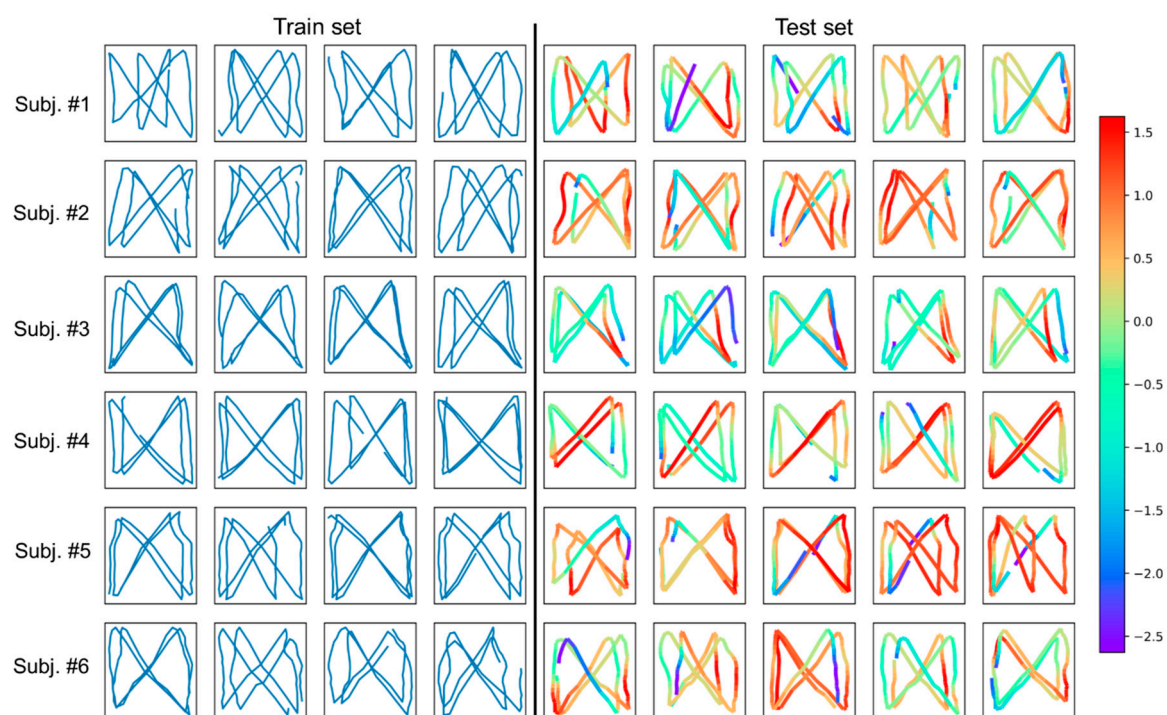 Train set
Test set
Subj. #1
Subj. #2
Subj. #3
Subj. #4
Subj. #5
Subj. #6
1.5
1.0
0.5
0.0
−0.5
−1.0
−1.5
−2.0
−2.5